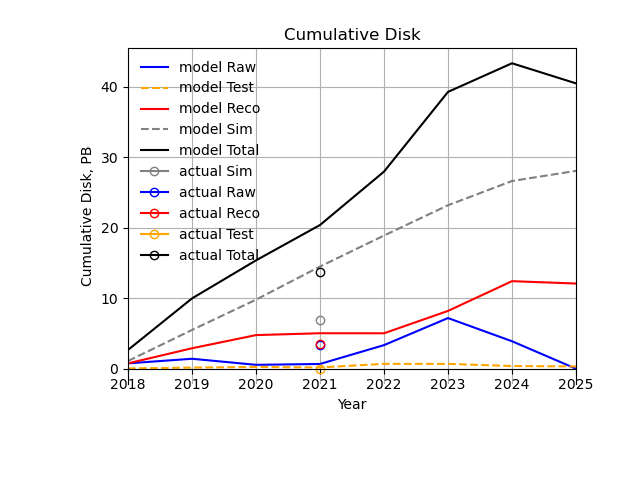 Cumulative Disk
model Raw
model Test
model Reco
model Sim
model Total
actual Sim
actual Raw
actual Reco
actual Test
actual Total
Cumulative Disk, PB
40
30
20
10
0
2018 2019 2020 2021 2022 2023 2024 2025
Year